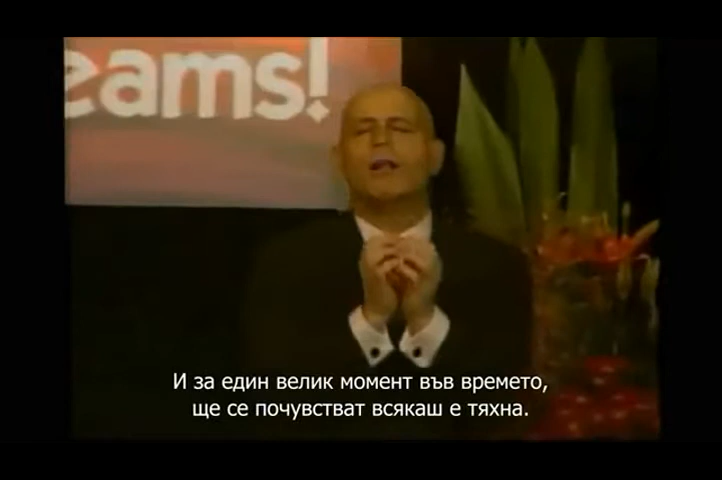 eams!
И за един велик момент във времето,
ще се почувстват всякаш е тяхна.